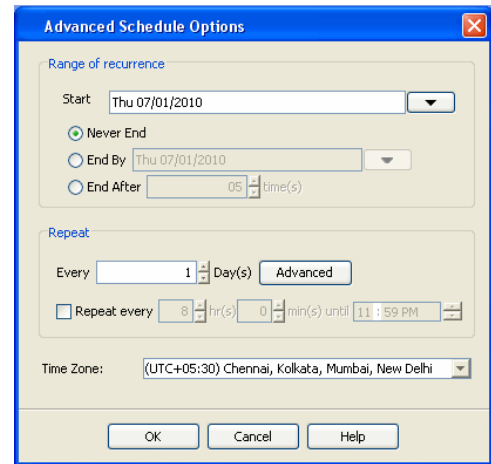 Advanced Schedule Options
Range of recurrence
Start Thu 07/01/2010
Never End
End By Thu 07/01/2010
End After 05 time(s)
Repeat
Every 1 Day(s) Advanced
Repeat every 8 hr(s) 0 min(s) until 11 : 59 PM
Time Zone: (UTC+05:30) Chennai, Kolkata, Mumbai, New Delhi
OK Cancel Help